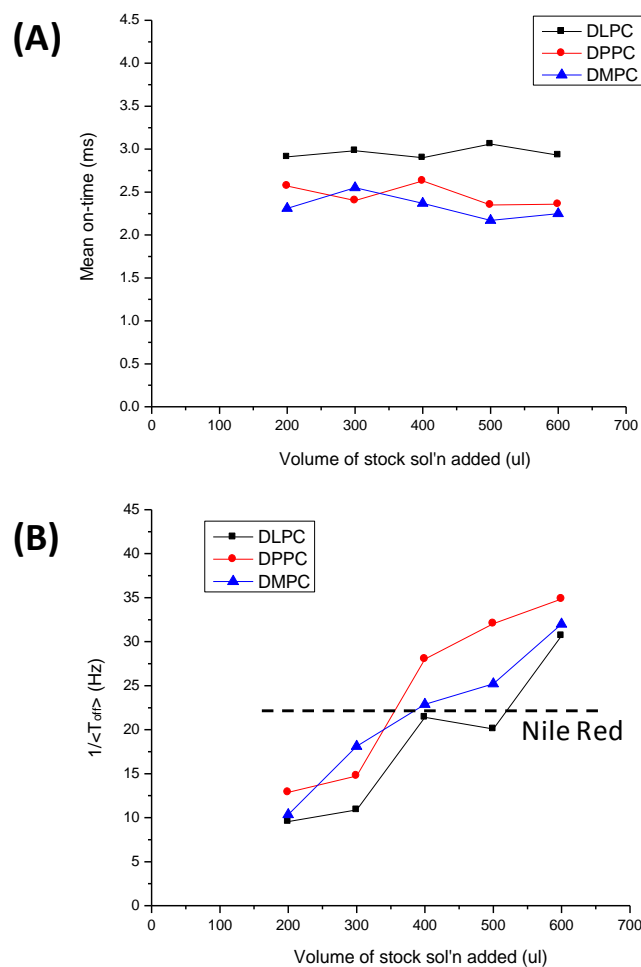 (A)
DLPC
DPPC
DMPC
Mean on-time (ms)
4.5
4.0
3.5
3.0
2.5
2.0
1.5
1.0
0.5
0.0
0 100 200 300 400 500 600 700
Volume of stock sol'n added (ul)
(B)
DLPC
DPPC
DMPC
1/<T_off> (Hz)
45
40
35
30
25
20
15
10
5
0
Nile Red
0 100 200 300 400 500 600 700
Volume of stock sol'n added (ul)